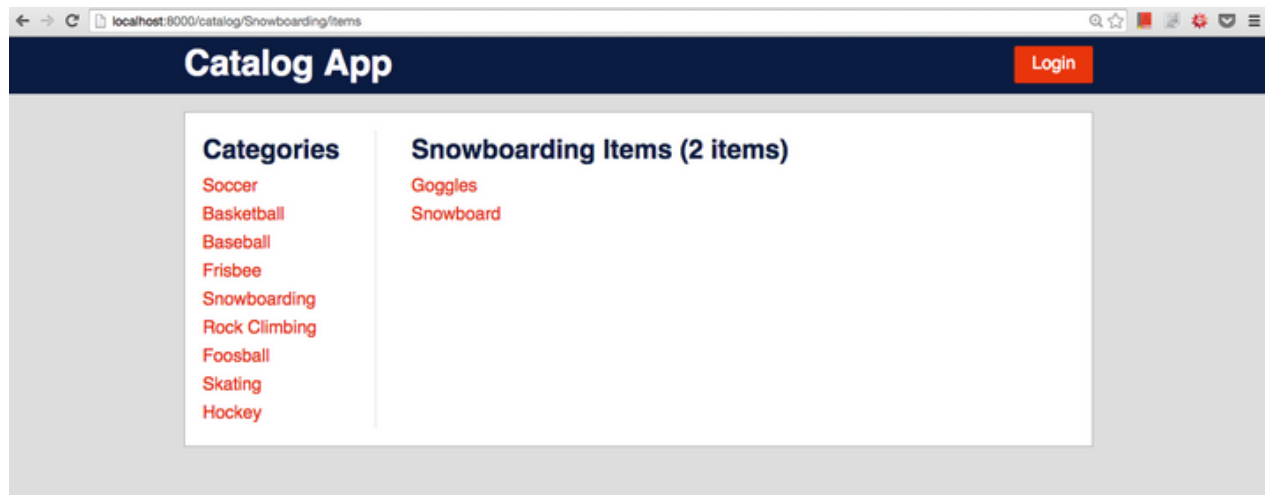 localhost:8000/catalog/Snowboarding/items
Catalog App
Login
Categories
Soccer
Basketball
Baseball
Frisbee
Snowboarding
Rock Climbing
Foosball
Skating
Hockey
Snowboarding Items (2 items)
Goggles
Snowboard